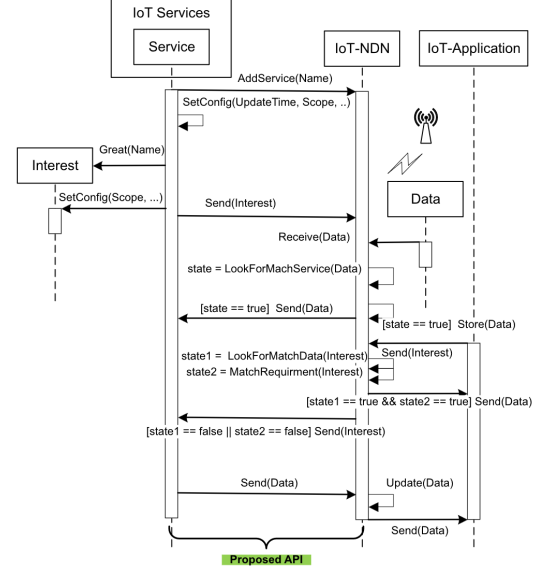 IoT Services
Service
IoT-NDN
IoT-Application
AddService(Name)
SetConfig(UpdateTime, Scope, ..)
Great(Name)
Interest
SetConfig(Scope, ...)
Send(Interest)
Data
Receive(Data)
state = LookForMachService(Data)
[state == true]  Send(Data)
[state == true]  Store(Data)
Send(Interest)
state1 =  LookForMatchData(Interest)
state2 = MatchRequirment(Interest)
[state1 == true && state2 == true] Send(Data)
[state1 == false || state2 == false] Send(Interest)
Send(Data)
Update(Data)
Send(Data)
Proposed API